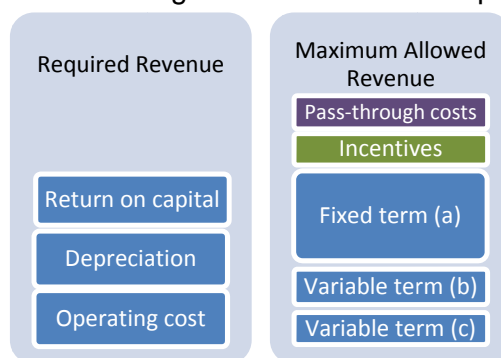 Required Revenue
Return on capital
Depreciation
Operating cost
Maximum Allowed
Revenue
Pass-through costs
Incentives
Fixed term (a)
Variable term (b)
Variable term (c)